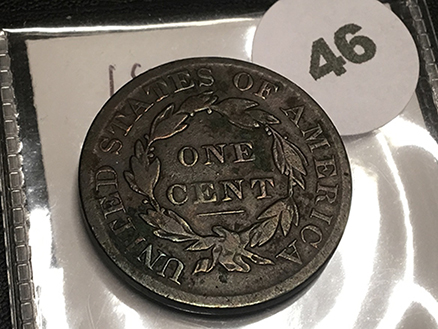 46
UNITED STATES OF AMERICA
ONE
CENT